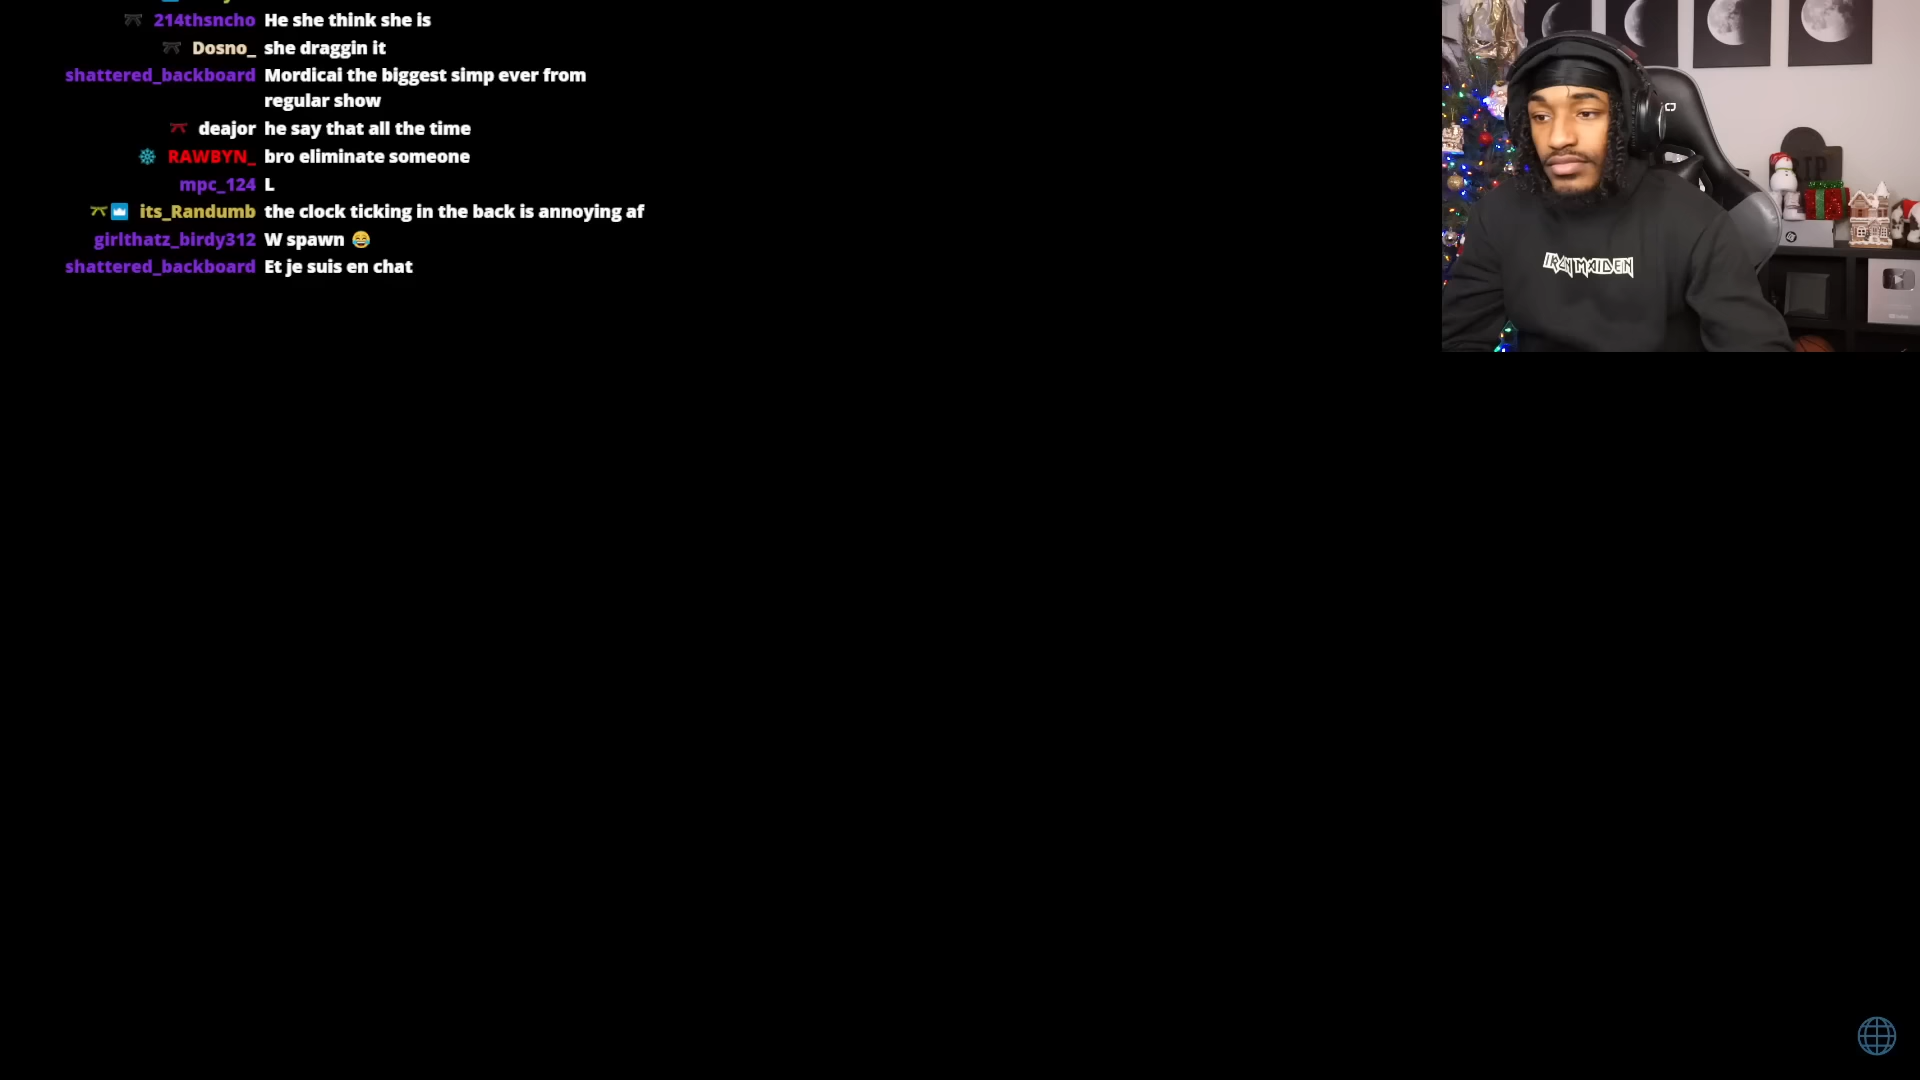 214thsncho He she think she is
Dosno_ she draggin it
shattered_backboard Mordicai the biggest simp ever from
regular show
deajor he say that all the time
RAWBYN_ bro eliminate someone
mpc_124 L
its_Randumb the clock ticking in the back is annoying af
girlthatz_birdy312 W spawn 😂
shattered_backboard Et je suis en chat
IRON MAIDEN
RIP